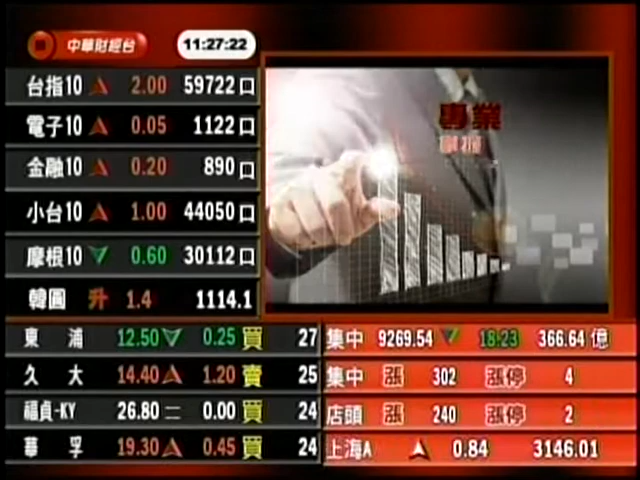 中華財經台 11:27:22
台指10 2.00 59722口
電子10 0.05 1122口
金融10 0.20 890口
小台10 1.00 44050口
摩根10 0.60 30112口
韓圓 升 1.4 1114.1
專業
東浦 12.50 0.25 買 27
久大 14.40 1.20 賣 25
福貞-KY 26.80 0.00 買 24
華孚 19.30 0.45 買 24
集中 9269.54 18.23 366.64億
集中 漲 302 漲停 4
店頭 漲 240 漲停 2
上海A 0.84 3146.01